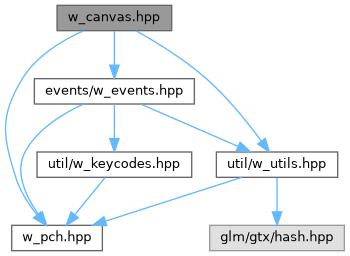 w_canvas.hpp
events/w_events.hpp
util/w_keycodes.hpp
util/w_utils.hpp
w_pch.hpp
glm/gtx/hash.hpp